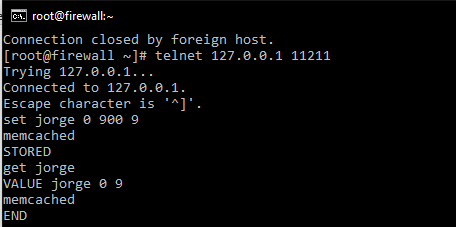 root@firewall:~
Connection closed by foreign host.
[root@firewall ~]# telnet 127.0.0.1 11211
Trying 127.0.0.1...
Connected to 127.0.0.1.
Escape character is '^]'.
set jorge 0 900 9
memcached
STORED
get jorge
VALUE jorge 0 9
memcached
END